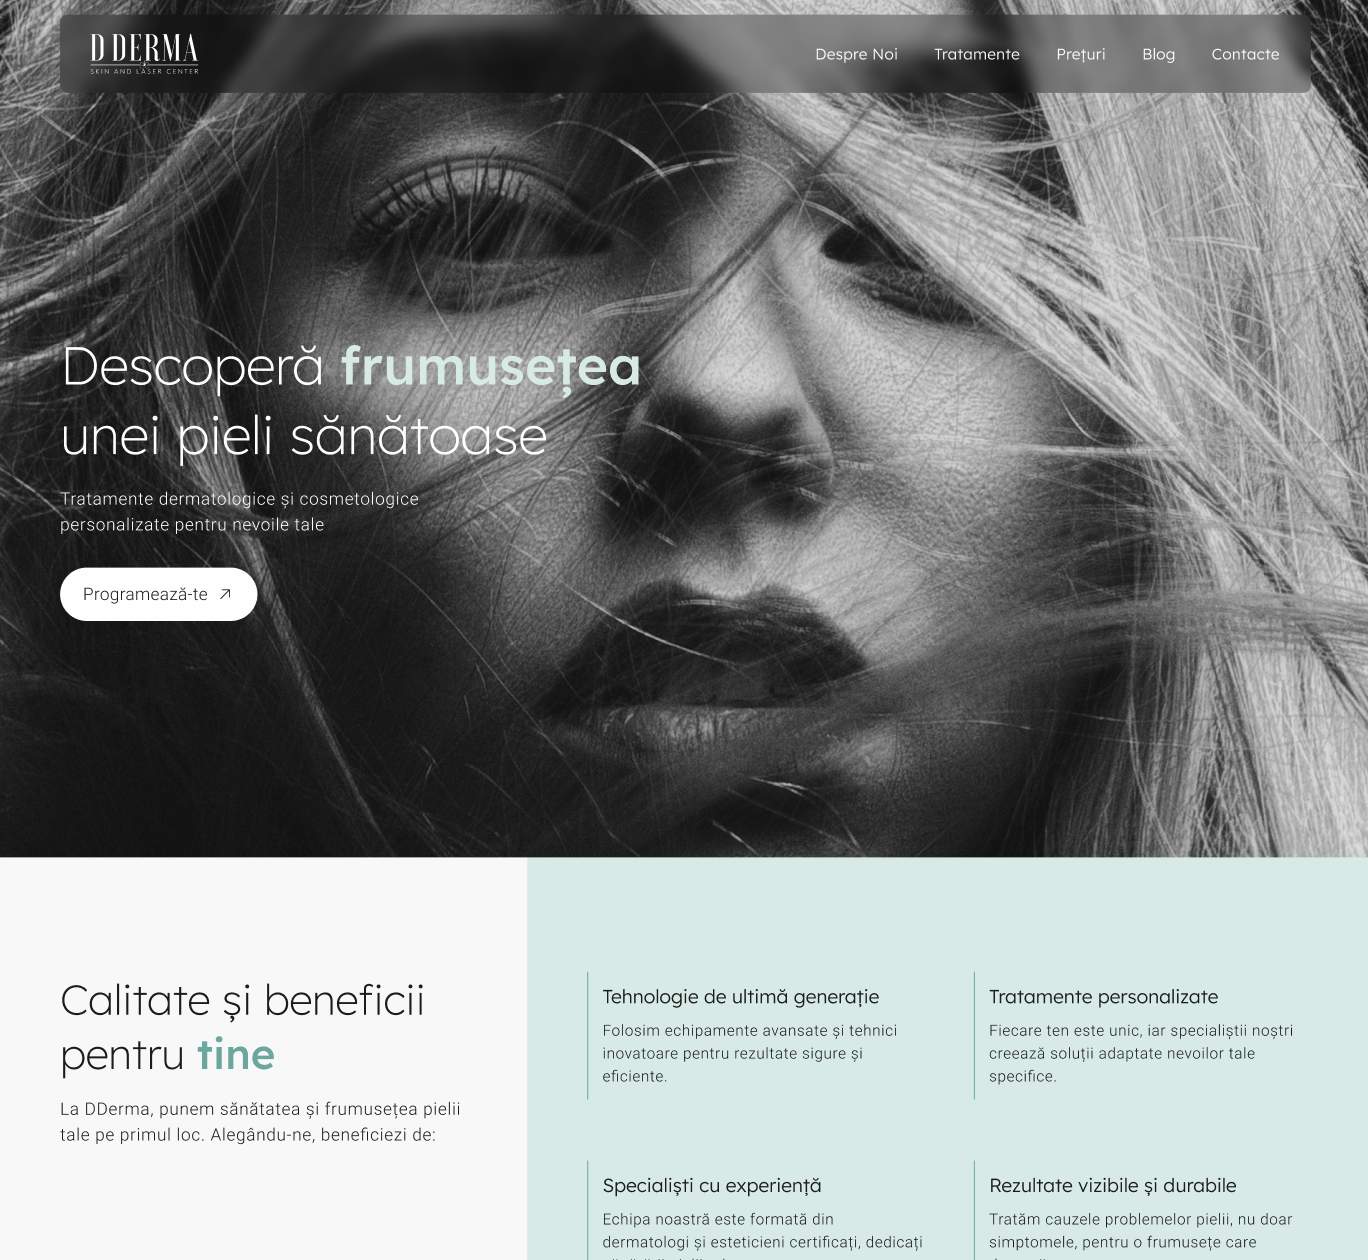 D DERMA
SKIN AND LASER CENTER
Despre Noi
Tratamente
Prețuri
Blog
Contacte
Descoperă frumusețea
unei pieli sănătoase
Tratamente dermatologice și cosmetologice
personalizate pentru nevoile tale
Programează-te
Calitate și beneficii
pentru tine
La DDerma, punem sănătatea și frumusețea pielii
tale pe primul loc. Alegându-ne, beneficiezi de:
Tehnologie de ultimă generație
Folosim echipamente avansate și tehnici
inovatoare pentru rezultate sigure și
eficiente.
Tratamente personalizate
Fiecare ten este unic, iar specialiștii noștri
creează soluții adaptate nevoilor tale
specifice.
Specialiști cu experiență
Echipa noastră este formată din
dermatologi și esteticieni certificați, dedicați
Rezultate vizibile și durabile
Tratăm cauzele problemelor pielii, nu doar
simptomele, pentru o frumusețe care